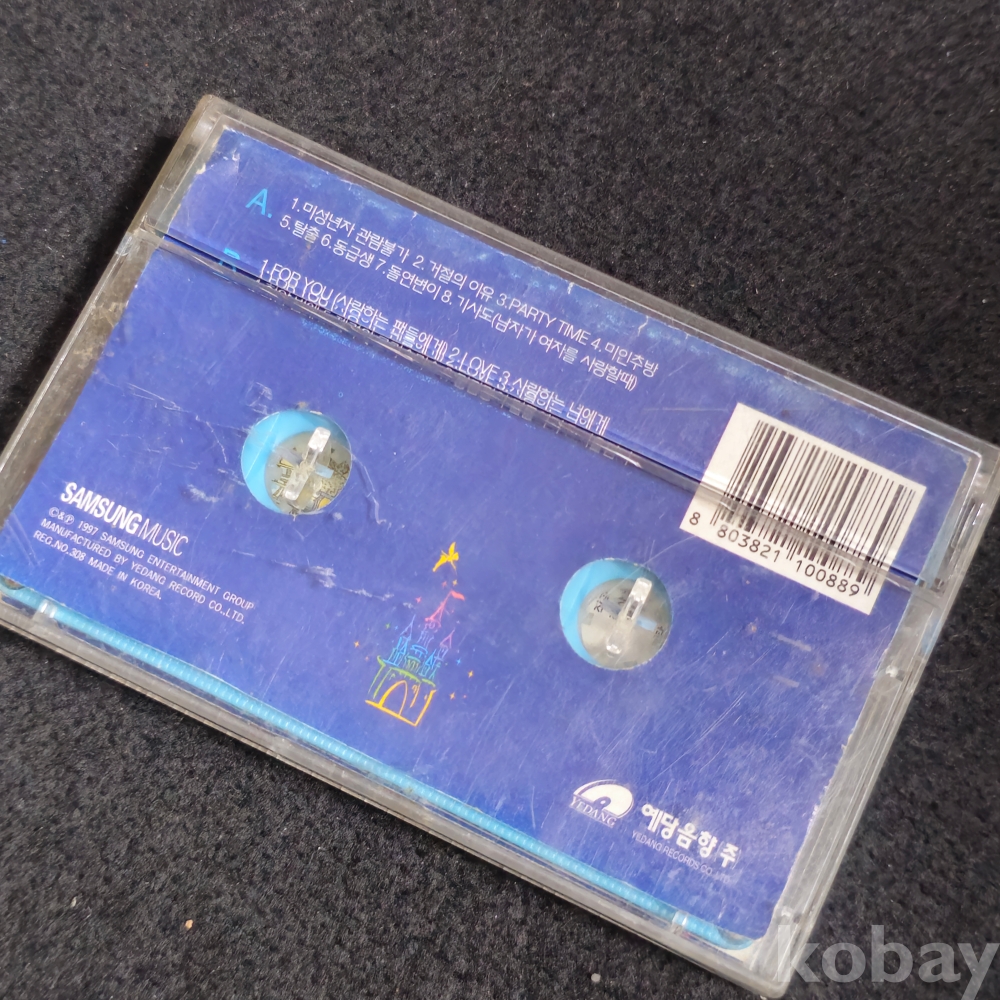 A.
1.미성년자 관람불가 2.거절의 이유 3.PARTY TIME 4.미인주방
5.탈출 6.동급생 7.돌연변이 8.기사도(남자가 여자를 사랑할때)
1.FOR YOU (사랑하는 팬들에게) 2.LOVE 3.사랑하는 님에게
8 803821 100889
SAMSUNG MUSIC
©&℗ 1997 SAMSUNG ENTERTAINMENT GROUP
MANUFACTURED BY YEDANG RECORD CO.,LTD.
REG.NO.308 MADE IN KOREA.
YEDANG
예당음향 주
YEDANG RECORDS CO.,LTD.
kobay